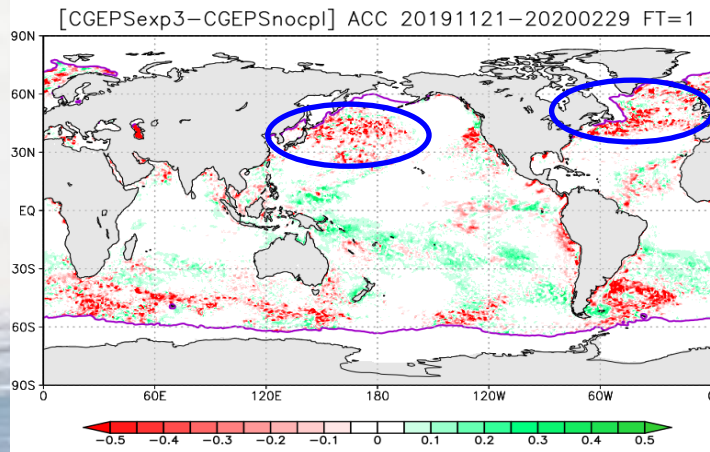 [CGEPSexp3-CGEPSnocpl] ACC 20191121-20200229 FT=1
90N
60N
30N
EQ
30S
60S
90S
0 60E 120E 180 120W 60W 0
-0.5 -0.4 -0.3 -0.2 -0.1 0 0.1 0.2 0.3 0.4 0.5